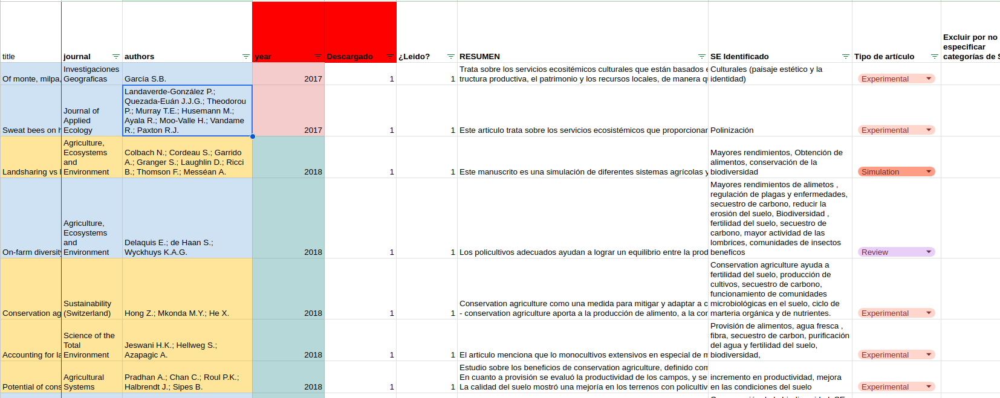 Excluir por no
especificar
title journal authors year Descargado ¿Leido? RESUMEN SE Identificado Tipo de artículo categorías de S
Investigaciones
Geograficas
Of monte, milpa,
García S.B.
2017
1
1
Trata sobre los servicios ecositémicos culturales que están basados e
tructura productiva, el patrimonio y los recursos locales, de manera qu
Culturales (paisaje estético y la
identidad)
Experimental
Sweat bees on h
Journal of
Applied
Ecology
Landaverde-González P.;
Quezada-Euán J.J.G.; Theodorou
P.; Murray T.E.; Husemann M.;
Ayala R.; Moo-Valle H.; Vandame
R.; Paxton R.J.
2017
1
1
Este articulo trata sobre los servicios ecosistémicos que proporcionar
Polinización
Experimental
Landsharing vs l
Agriculture,
Ecosystems
and
Environment
Colbach N.; Cordeau S.; Garrido
A.; Granger S.; Laughlin D.; Ricci
B.; Thomson F.; Messéan A.
2018
1
1
Este manuscrito es una simulación de diferentes sistemas agrícolas y
Mayores rendimientos, Obtención de
alimentos, conservación de la
biodiversidad
Simulation
On-farm diversity
Agriculture,
Ecosystems
and
Environment
Delaquis E.; de Haan S.;
Wyckhuys K.A.G.
2018
1
1
Los policultivos adecuados ayudan a lograr un equilibrio entre la prod
Mayores rendimientos de alimetos ,
regulación de plagas y enfermedades,
secuestro de carbono, reducir la
erosión del suelo, Biodiversidad ,
fertilidad del suelo, secuestro de
carbono, mayor actividad de las
lombrices, comunidades de insectos
beneficos
Review
Conservation ag
Sustainability
(Switzerland)
Hong Z.; Mkonda M.Y.; He X.
2018
1
1
Conservation agriculture como una medida para mitigar y adaptar a c
- conservation agriculture aporta a la producción de alimento, a la cor
Conservation agriculture ayuda a
fertilidad del suelo, producción de
cultivos, secuestro de carbono,
funcionamiento de comunidades
microbiológicas en el suelo, ciclo de
marteria orgánica y de nutrientes.
Experimental
Accounting for la
Science of the
Total
Environment
Jeswani H.K.; Hellweg S.;
Azapagic A.
2018
1
1
El articulo menciona que lo monocultivos extensivos en especial de m
Provisión de alimentos, agua fresca ,
fibra, secuestro de carbon, purificación
del agua y fertilidad del suelo,
biodiversidad,
Experimental
Potential of cons
Agricultural
Systems
Pradhan A.; Chan C.; Roul P.K.;
Halbrendt J.; Sipes B.
2018
1
1
Estudio sobre los beneficios de conservation agriculture, definido com
En cuanto a provisión se evaluó la productividad de los campos, y se
La calidad del suelo mostró una mejoría en los terrenos con policultiv
incremento en productividad, mejora
en las condiciones del suelo
Experimental